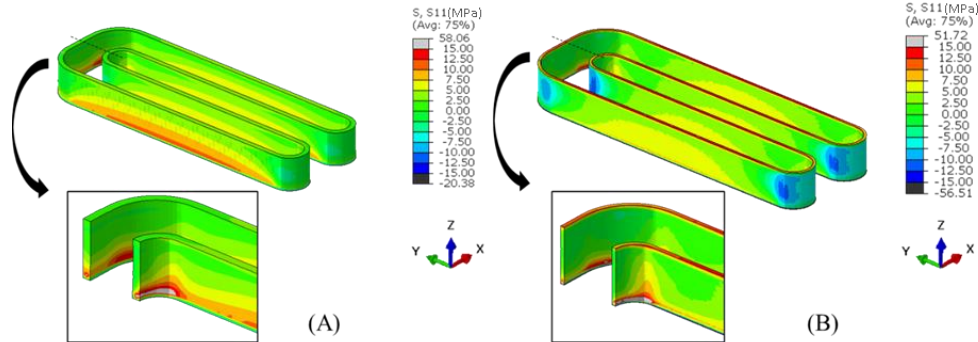 S, S11(MPa)
(Avg: 75%)
58.06
15.00
12.50
10.00
7.50
5.00
2.50
0.00
-2.50
-5.00
-7.50
-10.00
-12.50
-15.00
-20.38
Z
Y
X
(A)
S, S11(MPa)
(Avg: 75%)
51.72
15.00
12.50
10.00
7.50
5.00
2.50
0.00
-2.50
-5.00
-7.50
-10.00
-12.50
-15.00
-56.51
Z
Y
X
(B)